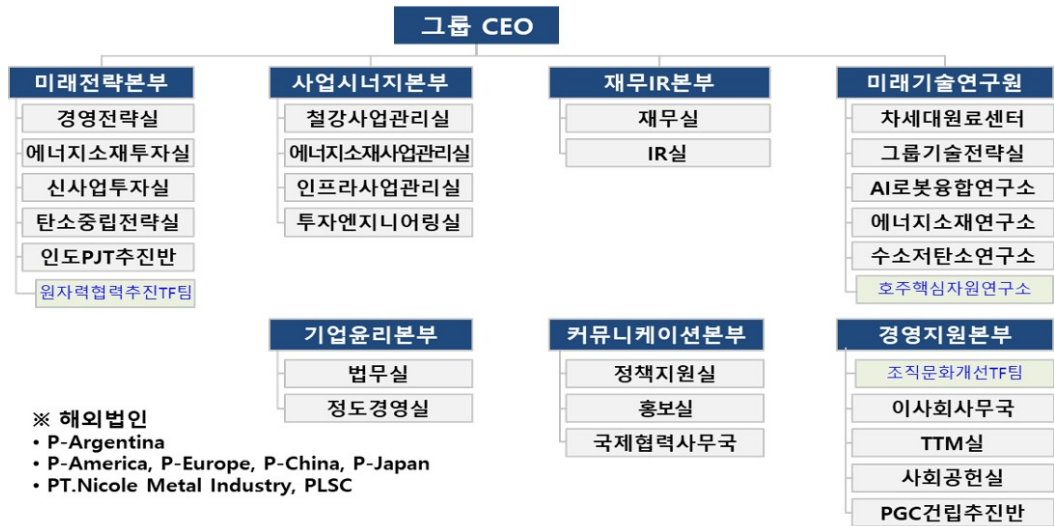 그룹 CEO
미래전략본부
경영전략실
에너지소재투자실
신사업투자실
탄소중립전략실
인도PJT추진반
원자력협력추진TF팀
사업시너지본부
철강사업관리실
에너지소재사업관리실
인프라사업관리실
투자엔지니어링실
재무IR본부
재무실
IR실
미래기술연구원
차세대원료센터
그룹기술전략실
AI로봇융합연구소
에너지소재연구소
수소저탄소연구소
호주핵심자원연구소
기업윤리본부
법무실
정도경영실
커뮤니케이션본부
정책지원실
홍보실
국제협력사무국
경영지원본부
조직문화개선TF팀
이사회사무국
TTM실
사회공헌실
PGC건립추진반
※ 해외법인
• P-Argentina
• P-America, P-Europe, P-China, P-Japan
• PT.Nicole Metal Industry, PLSC